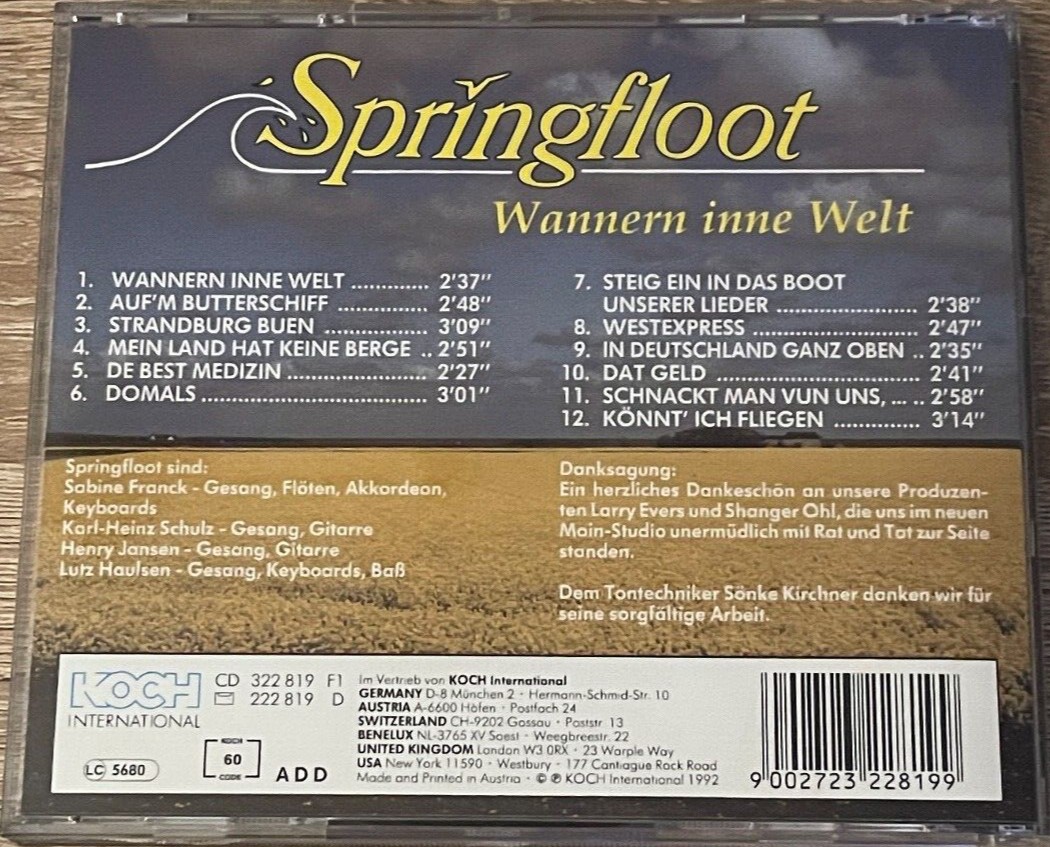 Springfloot
Wannern inne Welt
1. WANNERN INNE WELT ............. 2'37''
2. AUF'M BUTTERSCHIFF ............... 2'48''
3. STRANDBURG BUEN ................. 3'09''
4. MEIN LAND HAT KEINE BERGE .. 2'51''
5. DE BEST MEDIZIN ....................... 2'27''
6. DOMALS ...................................... 3'01''
7. STEIG EIN IN DAS BOOT
UNSERER LIEDER ....................... 2'38''
8. WESTEXPRESS ........................... 2'47''
9. IN DEUTSCHLAND GANZ OBEN .. 2'35''
10. DAT GELD .................................. 2'41''
11. SCHNACKT MAN VUN UNS, ... .. 2'58''
12. KÖNNT' ICH FLIEGEN .............. 3'14''
Springfloot sind:
Sabine Franck - Gesang, Flöten, Akkordeon,
Keyboards
Karl-Heinz Schulz - Gesang, Gitarre
Henry Jansen - Gesang, Gitarre
Lutz Haulsen - Gesang, Keyboards, Baß
Danksagung:
Ein herzliches Dankeschön an unsere Produzen-
ten Larry Evers und Shanger Ohl, die uns im neuen
Main-Studio unermüdlich mit Rat und Tat zur Seite
standen.
Dem Tontechniker Sönke Kirchner danken wir für
seine sorgfältige Arbeit.
KOCH
INTERNATIONAL
CD 322 819 F1
222 819 D
LC 5680
KOCH
60
CODE
ADD
Im Vertrieb von KOCH International
GERMANY D-8 München 2 · Hermann-Schmid-Str. 10
AUSTRIA A-6600 Höfen · Postfach 24
SWITZERLAND CH-9202 Gossau · Poststr 13
BENELUX NL-3765 XV Soest · Weegbreestr. 22
UNITED KINGDOM London W3 0RX · 23 Warple Way
USA New York 11590 · Westbury · 177 Cantiague Rock Road
Made and Printed in Austria · © ℗ KOCH International 1992
9 002723 228199